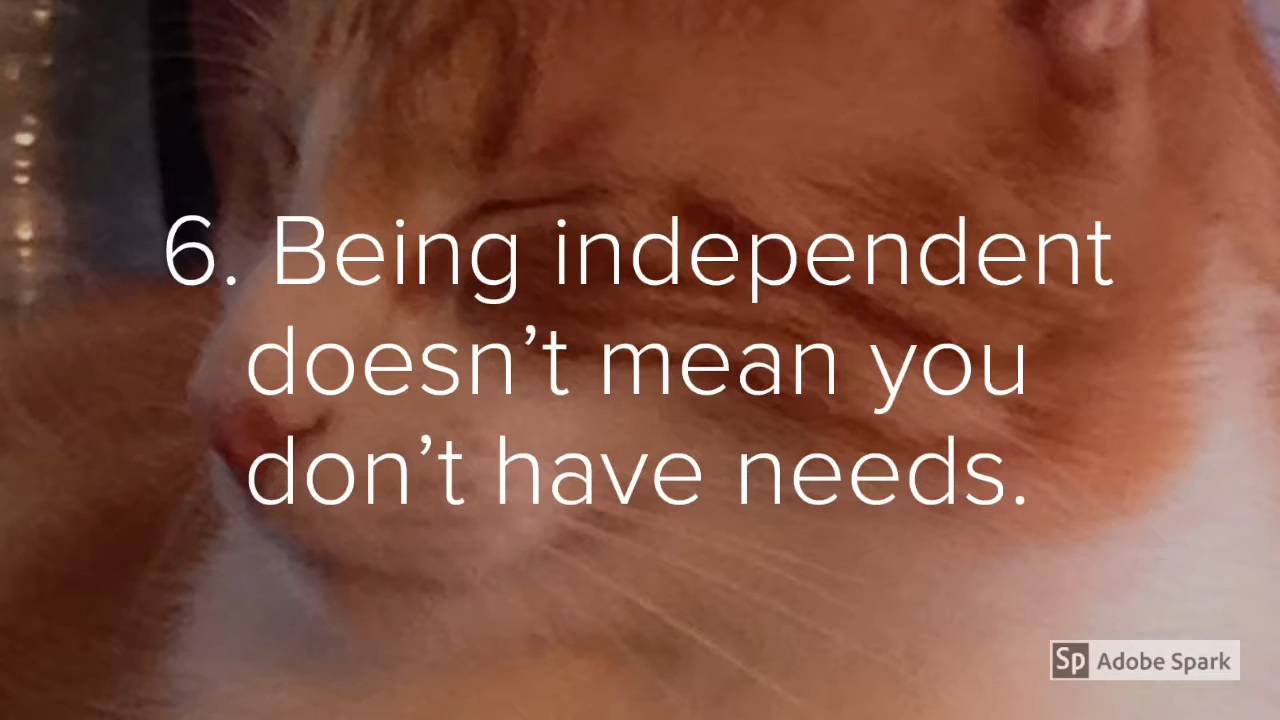 6. Being independent
doesn’t mean you
don’t have needs.
Sp Adobe Spark